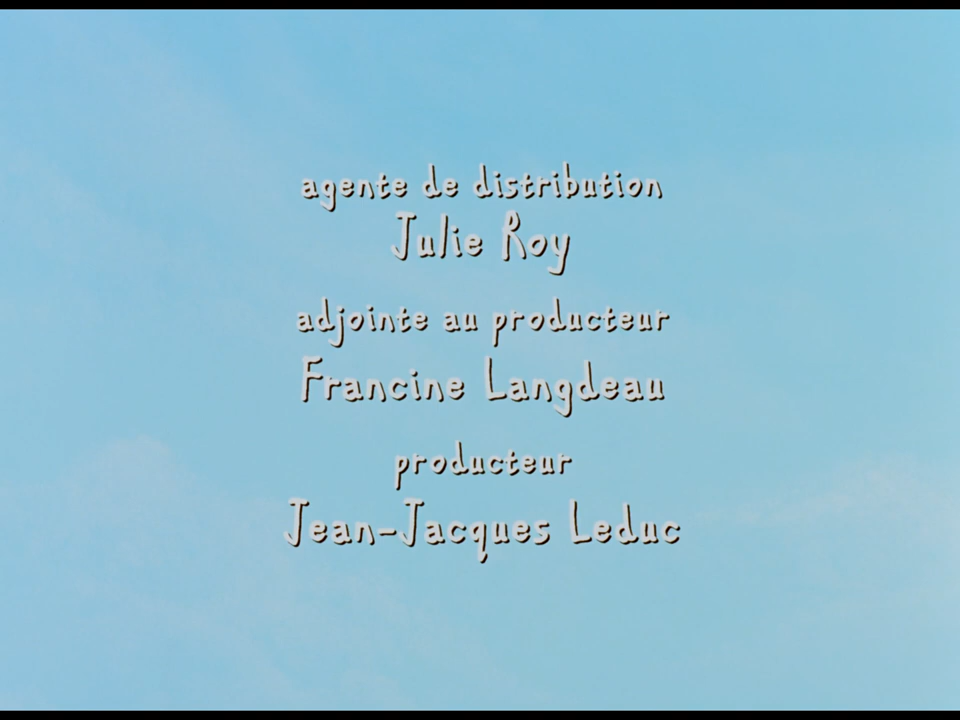 agente de distribution
Julie Roy
adjointe au producteur
Francine Langdeau
producteur
Jean-Jacques Leduc